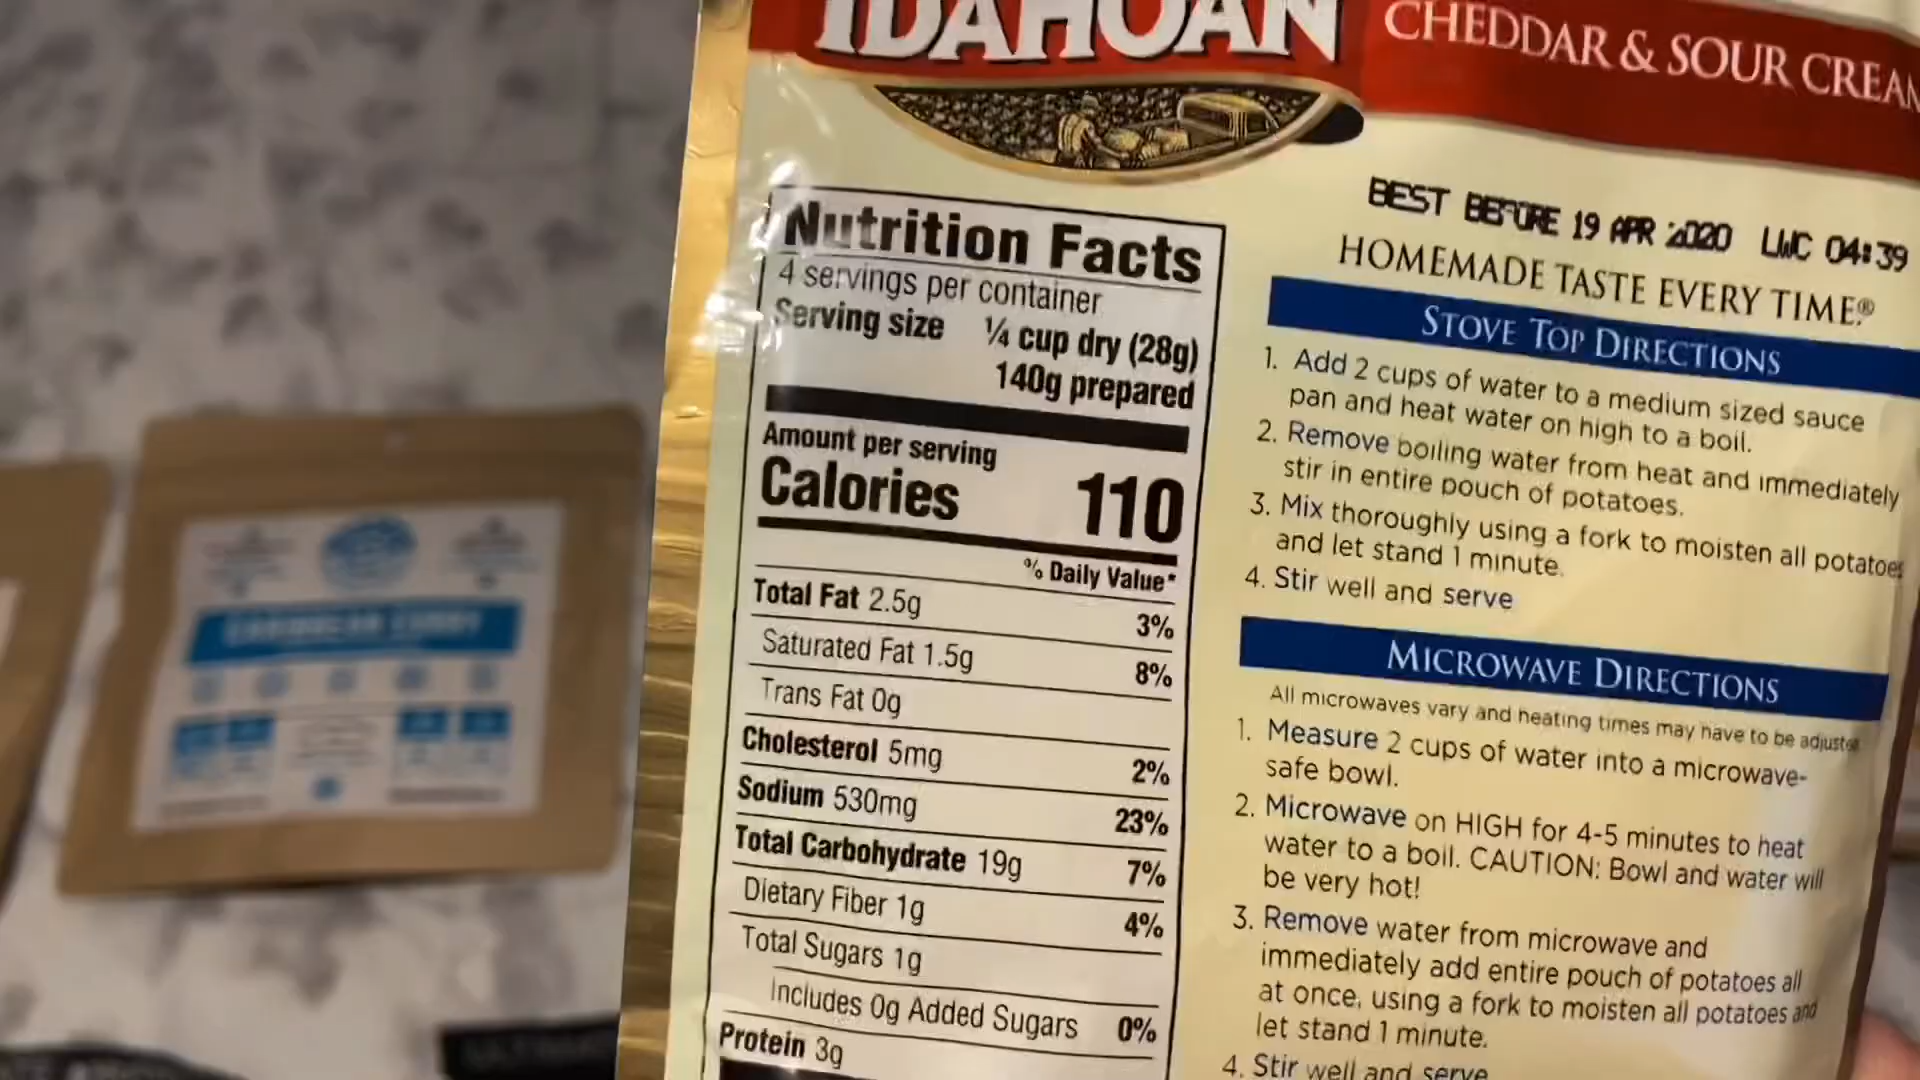 IDAHOAN
CHEDDAR & SOUR CREAM
BEST BEFORE 19 APR 2020 LWC 04:39
HOMEMADE TASTE EVERY TIME.®
Nutrition Facts
4 servings per container
Serving size ¼ cup dry (28g)
140g prepared
Amount per serving
Calories 110
% Daily Value*
Total Fat 2.5g 3%
Saturated Fat 1.5g 8%
Trans Fat 0g
Cholesterol 5mg 2%
Sodium 530mg 23%
Total Carbohydrate 19g 7%
Dietary Fiber 1g 4%
Total Sugars 1g
Includes 0g Added Sugars 0%
Protein 3g
STOVE TOP DIRECTIONS
1. Add 2 cups of water to a medium sized sauce
pan and heat water on high to a boil.
2. Remove boiling water from heat and immediately
stir in entire pouch of potatoes.
3. Mix thoroughly using a fork to moisten all potatoes
and let stand 1 minute.
4. Stir well and serve
MICROWAVE DIRECTIONS
All microwaves vary and heating times may have to be adjusted
1. Measure 2 cups of water into a microwave-
safe bowl.
2. Microwave on HIGH for 4-5 minutes to heat
water to a boil. CAUTION: Bowl and water will
be very hot!
3. Remove water from microwave and
immediately add entire pouch of potatoes all
at once, using a fork to moisten all potatoes and
let stand 1 minute.
4. Stir well and serve
CARIBBEAN CURRY